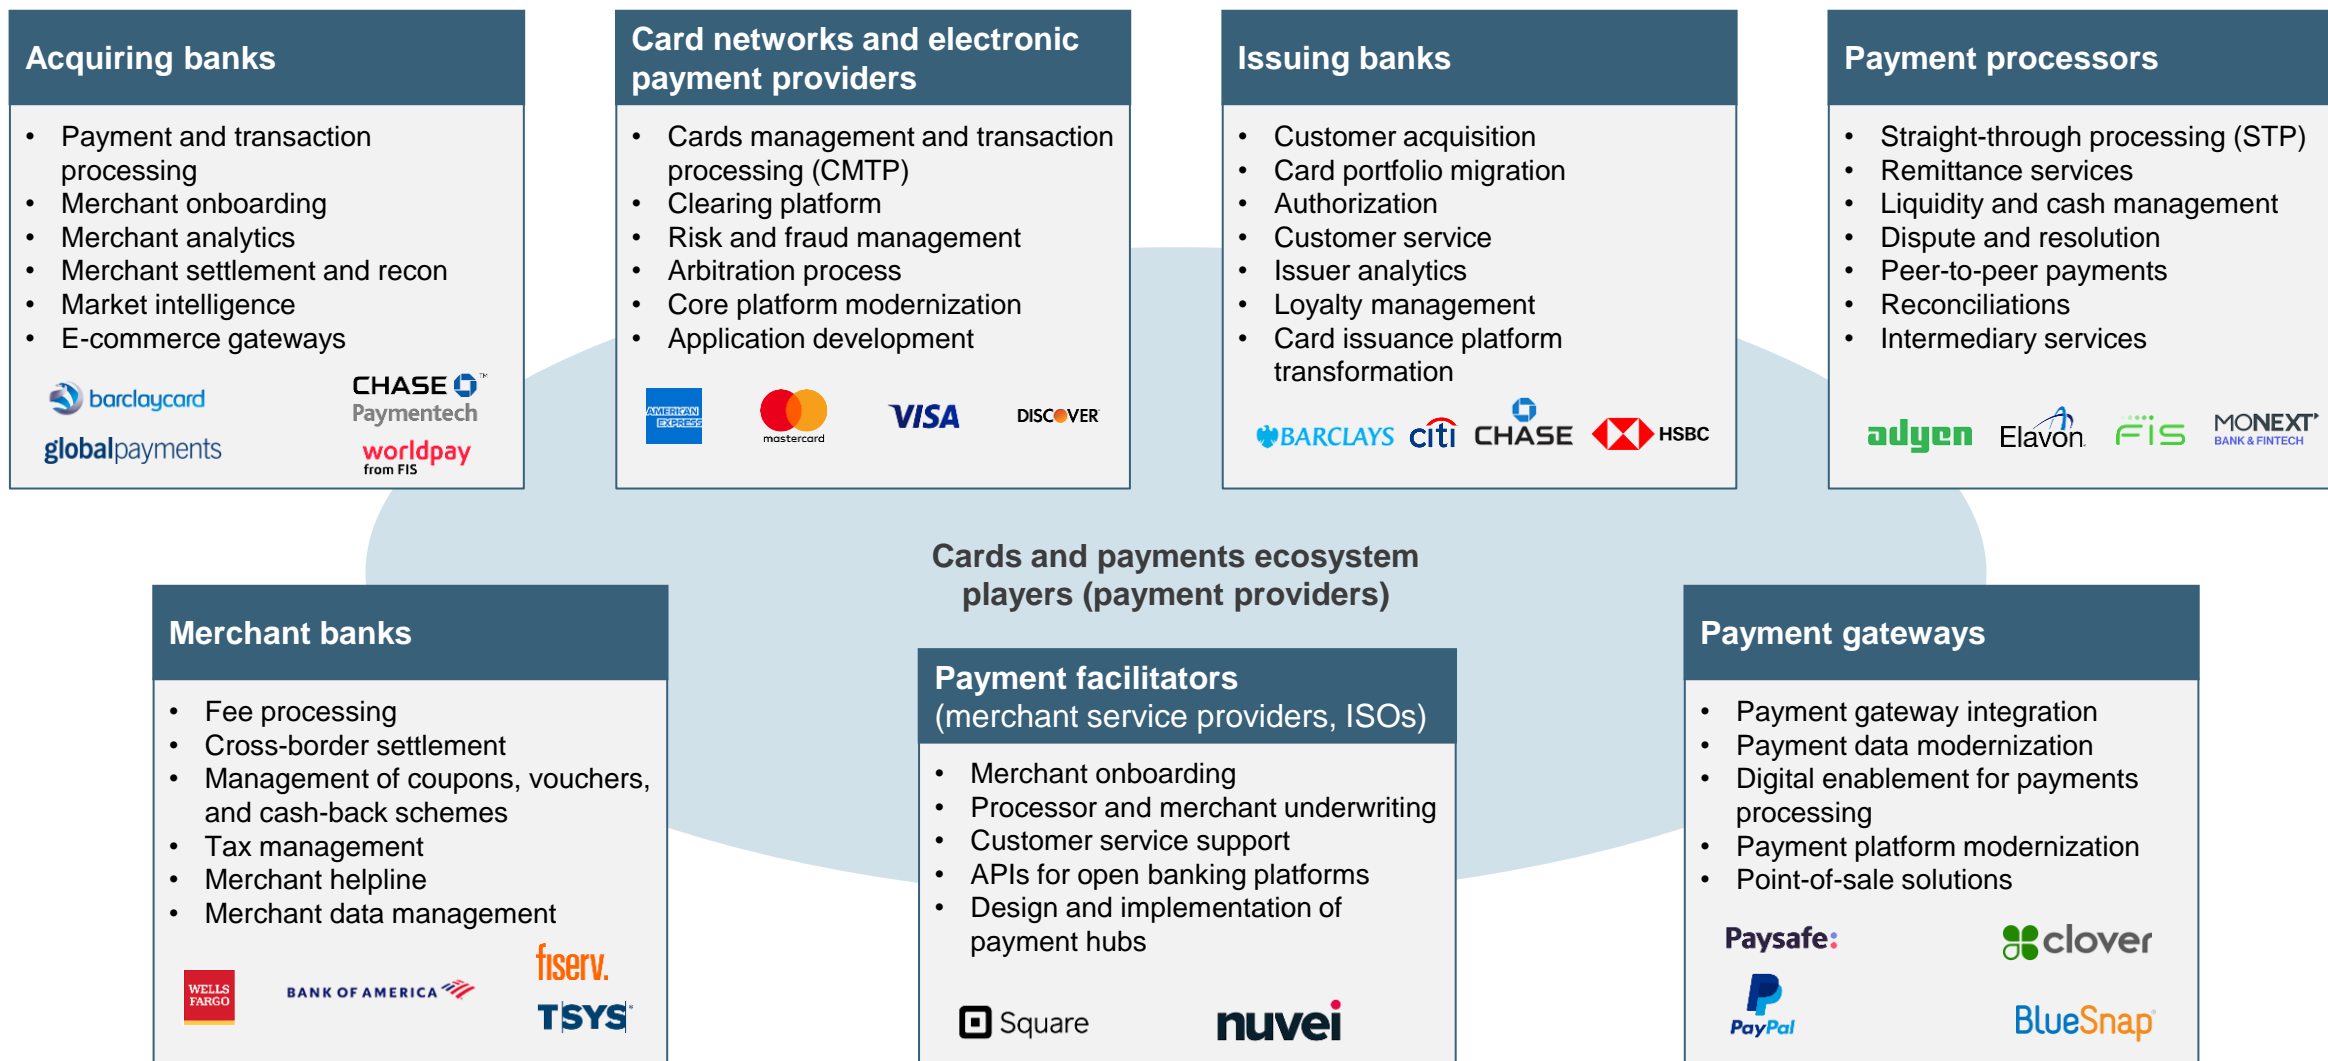 Acquiring banks
• Payment and transaction
processing
• Merchant onboarding
• Merchant analytics
• Merchant settlement and recon
• Market intelligence
• E-commerce gateways
barclaycard
CHASE ™
Paymentech
globalpayments
worldpay
from FIS
Card networks and electronic
payment providers
• Cards management and transaction
processing (CMTP)
• Clearing platform
• Risk and fraud management
• Arbitration process
• Core platform modernization
• Application development
AMERICAN
EXPRESS
mastercard
VISA
DISCOVER
Issuing banks
• Customer acquisition
• Card portfolio migration
• Authorization
• Customer service
• Issuer analytics
• Loyalty management
• Card issuance platform
transformation
BARCLAYS
citi
CHASE
HSBC
Payment processors
• Straight-through processing (STP)
• Remittance services
• Liquidity and cash management
• Dispute and resolution
• Peer-to-peer payments
• Reconciliations
• Intermediary services
adyen
Elavon
FIS
MONEXT
BANK & FINTECH
Cards and payments ecosystem
players (payment providers)
Merchant banks
• Fee processing
• Cross-border settlement
• Management of coupons, vouchers,
and cash-back schemes
• Tax management
• Merchant helpline
• Merchant data management
WELLS
FARGO
BANK OF AMERICA
fiserv.
TSYS®
Payment facilitators
(merchant service providers, ISOs)
• Merchant onboarding
• Processor and merchant underwriting
• Customer service support
• APIs for open banking platforms
• Design and implementation of
payment hubs
Square
nuvei
Payment gateways
• Payment gateway integration
• Payment data modernization
• Digital enablement for payments
processing
• Payment platform modernization
• Point-of-sale solutions
Paysafe:
clover
PayPal
BlueSnap